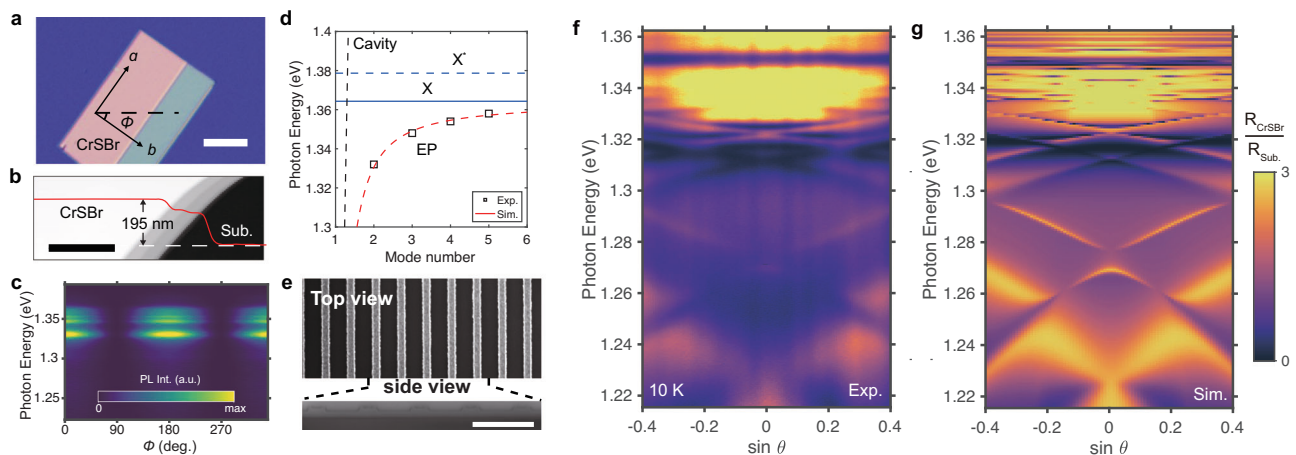 a
a
Φ
CrSBr
b
b
CrSBr
195 nm
Sub.
c
Photon Energy (eV)
1.35
1.3
1.25
PL Int. (a.u.)
0
max
0
90
180
270
Φ (deg.)
d
Photon Energy (eV)
1.4
1.38
1.36
1.34
1.32
1.3
Cavity
X*
X
EP
Exp.
Sim.
1
2
3
4
5
6
Mode number
e
Top view
side view
f
Photon Energy (eV)
1.36
1.34
1.32
1.3
1.28
1.26
1.24
1.22
10 K
Exp.
-0.4
-0.2
0
0.2
0.4
sin θ
g
Photon Energy (eV)
1.36
1.34
1.32
1.3
1.28
1.26
1.24
1.22
Sim.
-0.4
-0.2
0
0.2
0.4
sin θ
R CrSBr
R Sub.
3
0